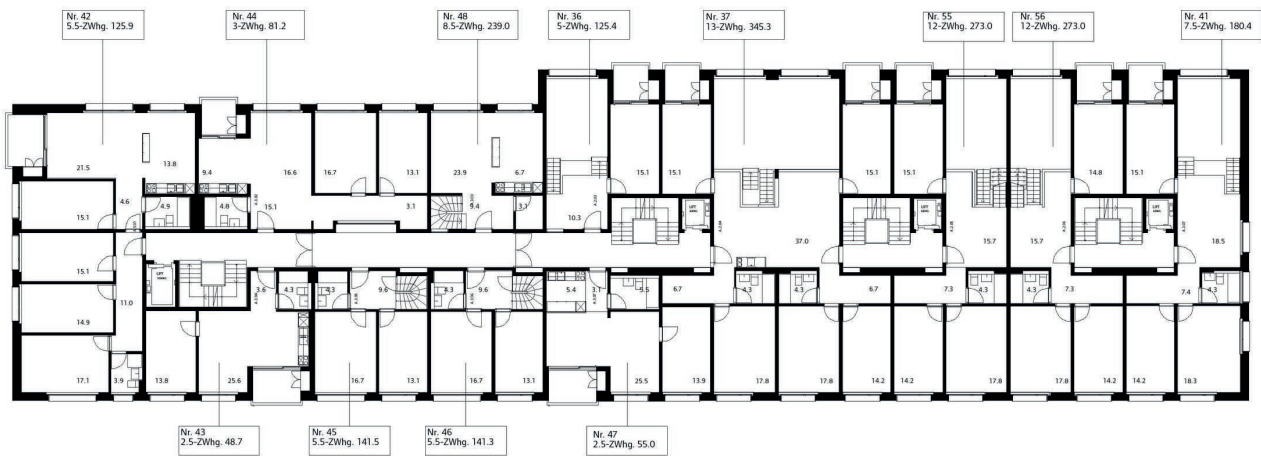 Nr. 42
5.5-ZWhg. 125.9
Nr. 44
3-ZWhg. 81.2
Nr. 48
8.5-ZWhg. 239.0
Nr. 36
5-ZWhg. 125.4
Nr. 37
13-ZWhg. 345.3
Nr. 55
12-ZWhg. 273.0
Nr. 56
12-ZWhg. 273.0
Nr. 41
7.5-ZWhg. 180.4
21.5
13.8
9.4
16.6
16.7
13.1
23.9
6.7
15.1
15.1
15.1
15.1
14.8
15.1
15.1
4.6
4.9
4.8
15.1
3.1
9.4
3.1
10.3
LIFT
LIFT
LIFT
37.0
15.7
15.7
18.5
15.1
LIFT
11.0
3.6
4.3
4.3
9.6
4.3
9.6
5.4
3.1
5.5
6.7
4.3
4.3
6.7
7.3
4.3
4.3
7.3
7.4
4.3
14.9
17.1
3.9
13.8
25.6
16.7
13.1
16.7
13.1
25.5
13.9
17.8
17.8
14.2
14.2
17.8
17.8
14.2
14.2
18.3
Nr. 43
2.5-ZWhg. 48.7
Nr. 45
5.5-ZWhg. 141.5
Nr. 46
5.5-ZWhg. 141.3
Nr. 47
2.5-ZWhg. 55.0